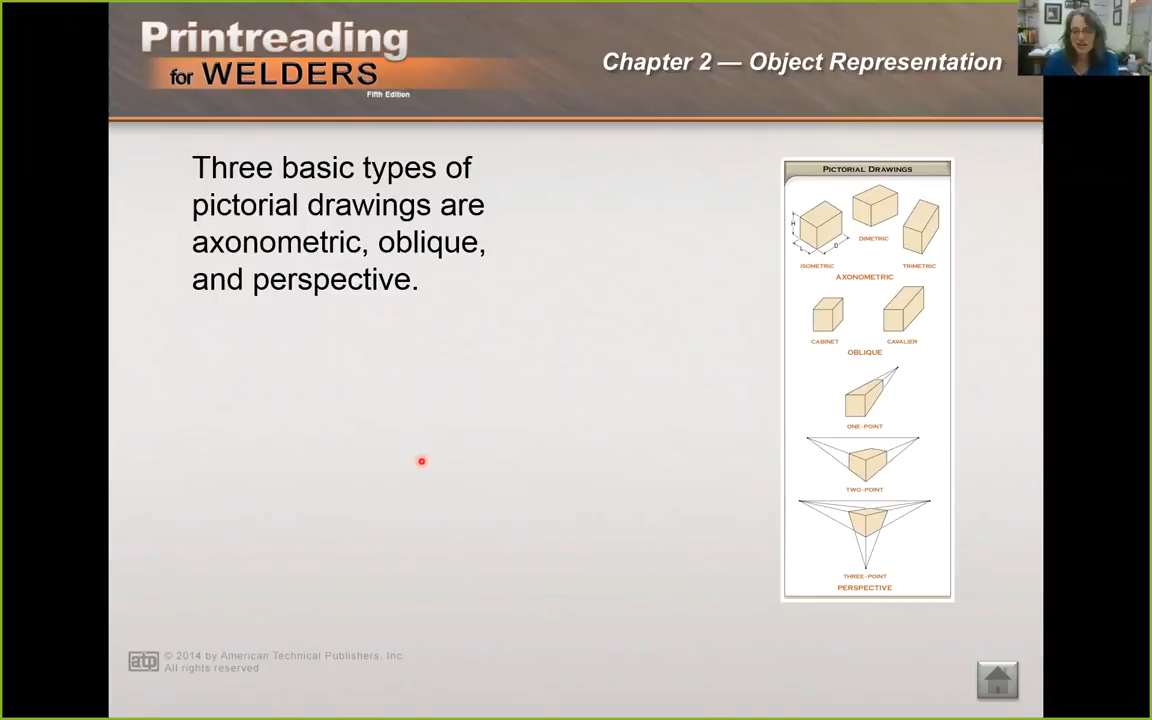 Printreading
for WELDERS
Fifth Edition
Chapter 2 — Object Representation
Three basic types of
pictorial drawings are
axonometric, oblique,
and perspective.
PICTORIAL DRAWINGS
H
L
D
DIMETRIC
ISOMETRIC
TRIMETRIC
AXONOMETRIC
CABINET
CAVALIER
OBLIQUE
ONE-POINT
TWO-POINT
THREE-POINT
PERSPECTIVE
atp
© 2014 by American Technical Publishers, Inc.
All rights reserved